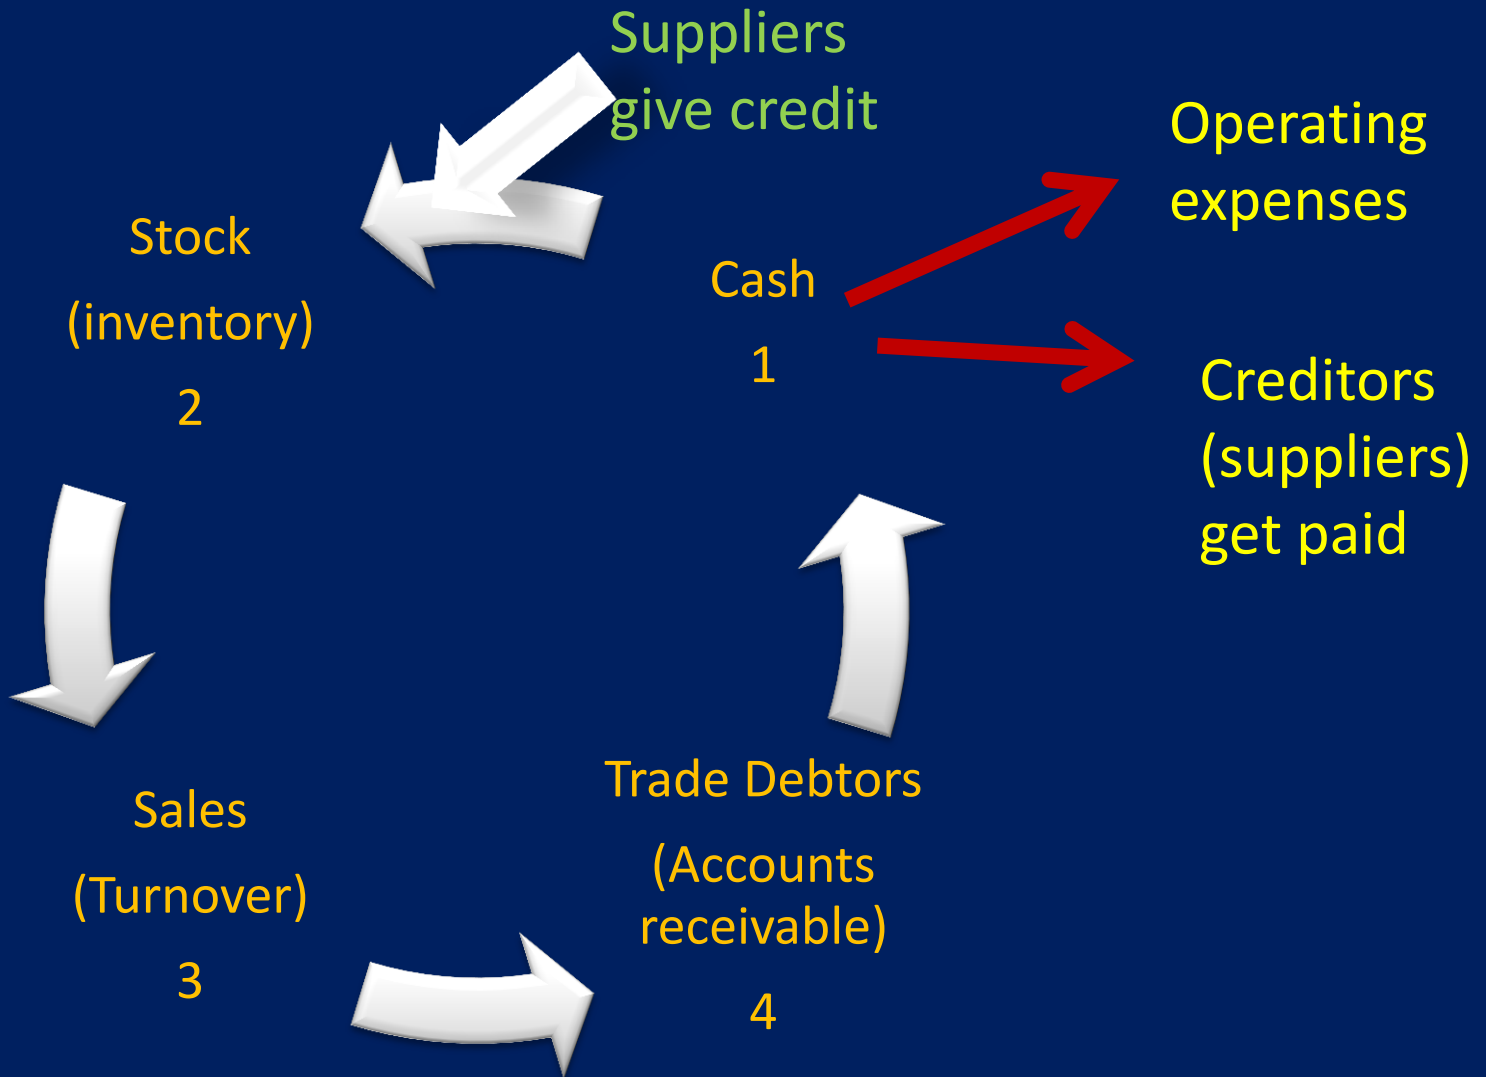 Suppliers
give credit
Operating
expenses
Stock
(inventory)
2
Cash
1
Creditors
(suppliers)
get paid
Sales
(Turnover)
3
Trade Debtors
(Accounts
receivable)
4